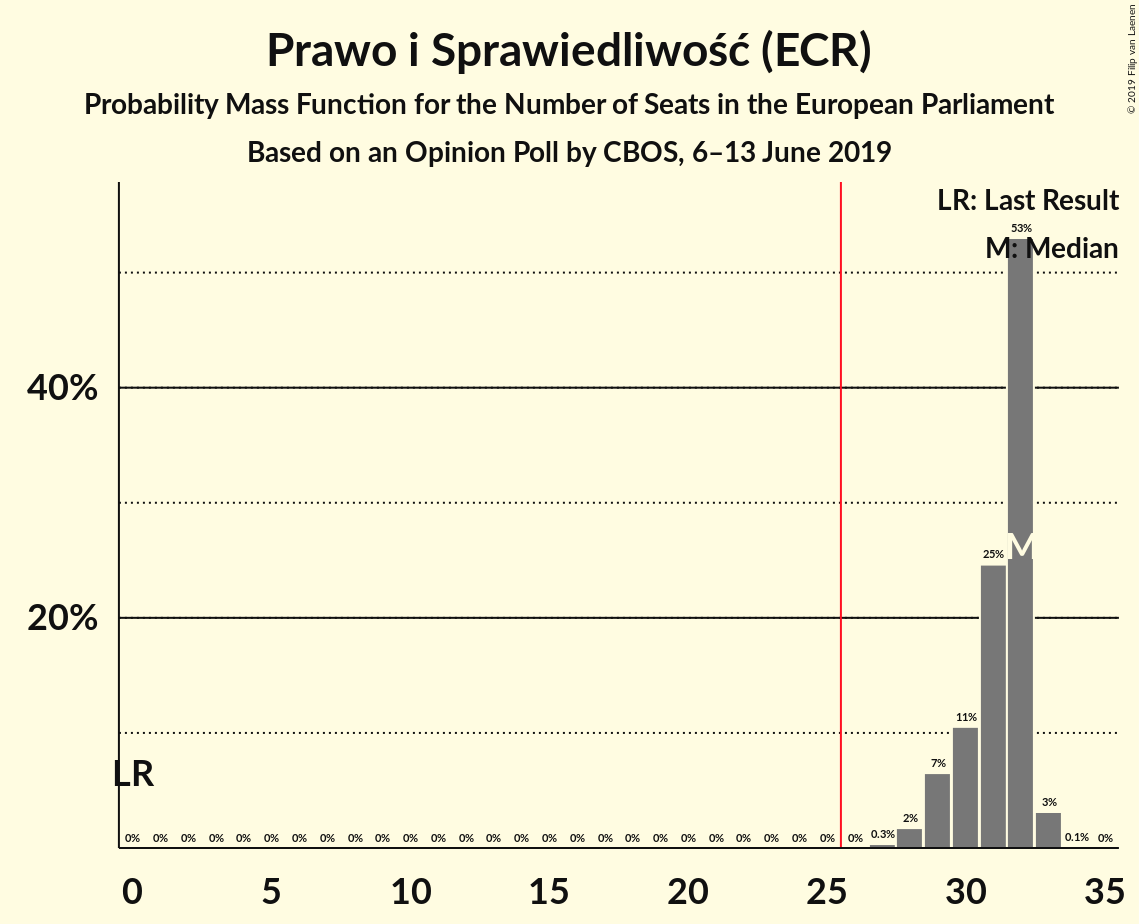 © 2019 Filip van Laenen
Prawo i Sprawiedliwość (ECR)
Probability Mass Function for the Number of Seats in the European Parliament
Based on an Opinion Poll by CBOS, 6–13 June 2019
LR: Last Result
M: Median
53%
40%
25%
M
20%
11%
7%
LR
3%
2%
0% 0% 0% 0% 0% 0% 0% 0% 0% 0% 0% 0% 0% 0% 0% 0% 0% 0% 0% 0% 0% 0% 0% 0% 0% 0% 0% 0.3% 0.1% 0%
0 5 10 15 20 25 30 35